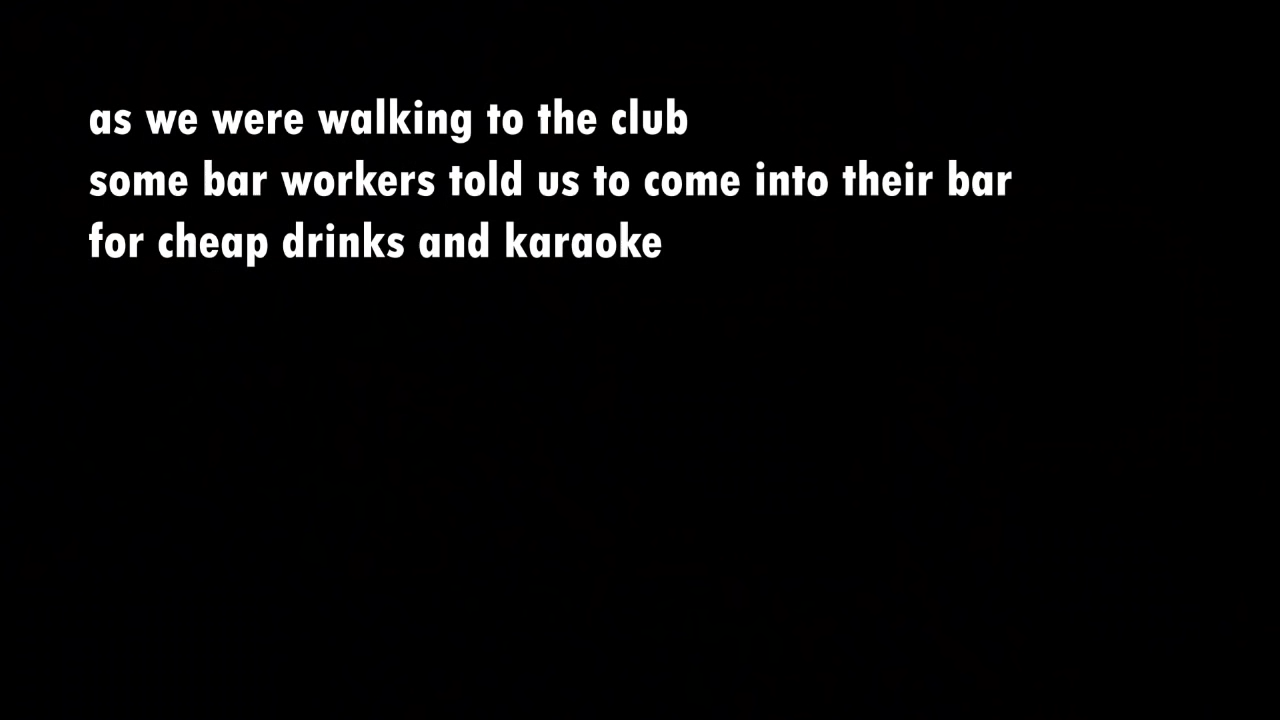 as we were walking to the club
some bar workers told us to come into their bar
for cheap drinks and karaoke